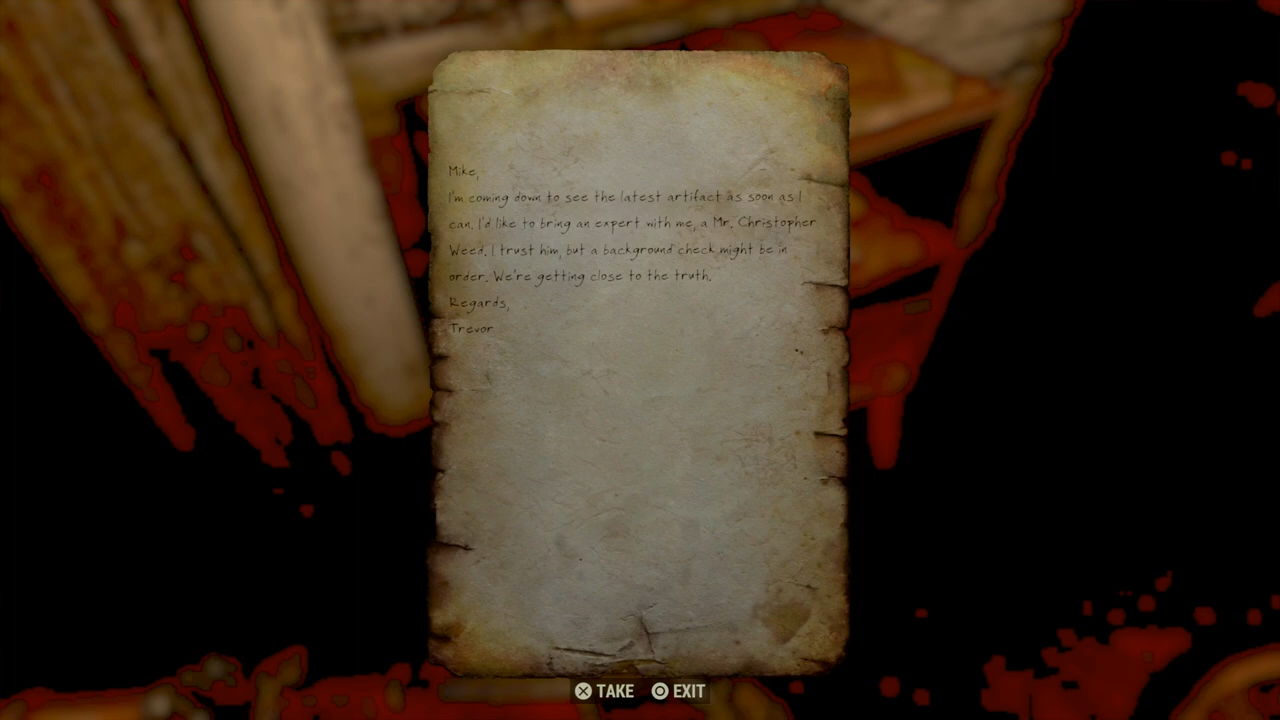 Mike,
I'm coming down to see the latest artifact as soon as I
can. I'd like to bring an expert with me, a Mr. Christopher
Weed. I trust him, but a background check might be in
order. We're getting close to the truth.
Regards,
Trevor
TAKE EXIT